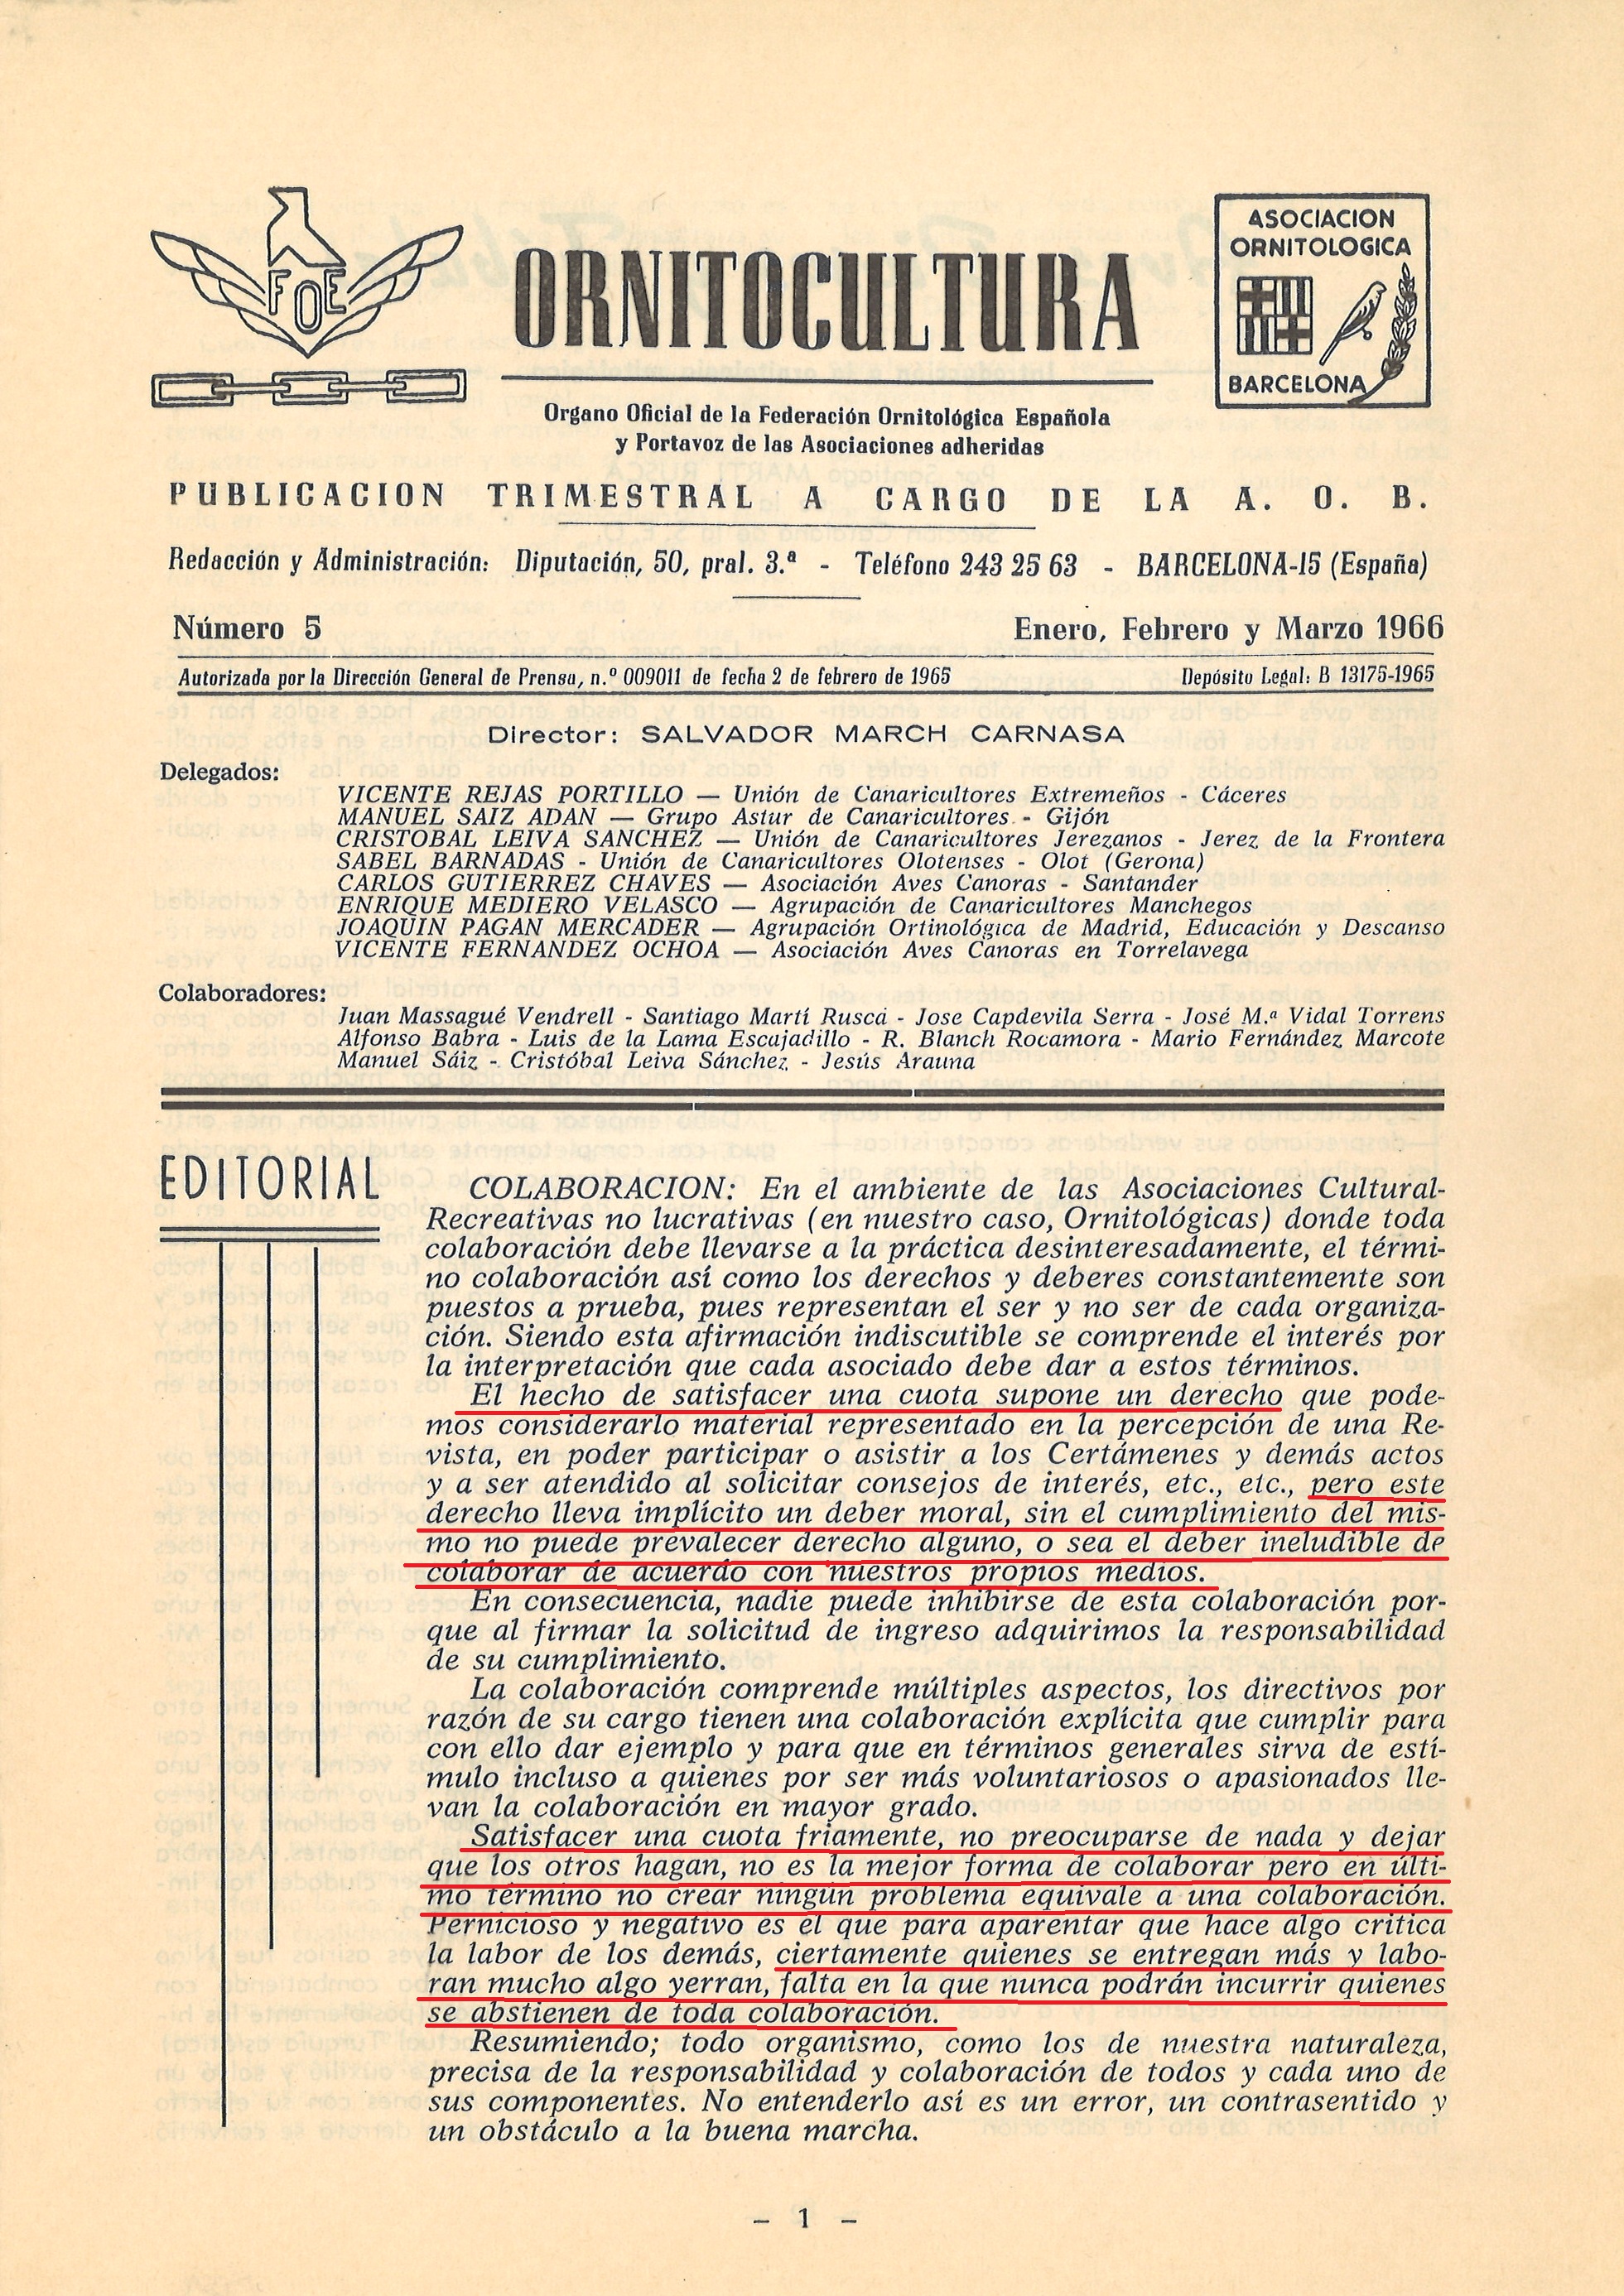 FOE
ORNITOCULTURA
ASOCIACION
ORNITOLOGICA
BARCELONA
Organo Oficial de la Federación Ornitológica Española
y Portavoz de las Asociaciones adheridas
PUBLICACION TRIMESTRAL A CARGO DE LA A. O. B.
Redacción y Administración: Diputación, 50, pral. 3.ª - Teléfono 243 25 63 - BARCELONA-15 (España)
Número 5 Enero, Febrero y Marzo 1966
Autorizada por la Dirección General de Prensa, n.º 009011 de fecha 2 de febrero de 1965 Depósito Legal: B 13175-1965
Director: SALVADOR MARCH CARNASA
Delegados:
VICENTE REJAS PORTILLO — Unión de Canaricultores Extremeños - Cáceres
MANUEL SAIZ ADAN — Grupo Astur de Canaricultores - Gijón
CRISTOBAL LEIVA SANCHEZ — Unión de Canaricultores Jerezanos - Jerez de la Frontera
SABEL BARNADAS - Unión de Canaricultores Olotenses - Olot (Gerona)
CARLOS GUTIERREZ CHAVES — Asociación Aves Canoras - Santander
ENRIQUE MEDIERO VELASCO — Agrupación de Canaricultores Manchegos
JOAQUIN PAGAN MERCADER — Agrupación Ortinológica de Madrid, Educación y Descanso
VICENTE FERNANDEZ OCHOA — Asociación Aves Canoras en Torrelavega
Colaboradores:
Juan Massagué Vendrell - Santiago Martí Ruscá - Jose Capdevila Serra - José M.ª Vidal Torrens
Alfonso Babra - Luis de la Lama Escajadillo - R. Blanch Rocamora - Mario Fernández Marcote
Manuel Sáiz - Cristóbal Leiva Sánchez - Jesús Arauna
EDITORIAL
COLABORACION: En el ambiente de las Asociaciones Cultural-
Recreativas no lucrativas (en nuestro caso, Ornitológicas) donde toda
colaboración debe llevarse a la práctica desinteresadamente, el térmi-
no colaboración así como los derechos y deberes constantemente son
puestos a prueba, pues representan el ser y no ser de cada organiza-
ción. Siendo esta afirmación indiscutible se comprende el interés por
la interpretación que cada asociado debe dar a estos términos.
El hecho de satisfacer una cuota supone un derecho que pode-
mos considerarlo material representado en la percepción de una Re-
vista, en poder participar o asistir a los Certámenes y demás actos
y a ser atendido al solicitar consejos de interés, etc., etc., pero este
derecho lleva implícito un deber moral, sin el cumplimiento del mis-
mo no puede prevalecer derecho alguno, o sea el deber ineludible de
colaborar de acuerdo con nuestros propios medios.
En consecuencia, nadie puede inhibirse de esta colaboración por-
que al firmar la solicitud de ingreso adquirimos la responsabilidad
de su cumplimiento.
La colaboración comprende múltiples aspectos, los directivos por
razón de su cargo tienen una colaboración explícita que cumplir para
con ello dar ejemplo y para que en términos generales sirva de estí-
mulo incluso a quienes por ser más voluntariosos o apasionados lle-
van la colaboración en mayor grado.
Satisfacer una cuota friamente, no preocuparse de nada y dejar
que los otros hagan, no es la mejor forma de colaborar pero en últi-
mo término no crear ningún problema equivale a una colaboración.
Pernicioso y negativo es el que para aparentar que hace algo critica
la labor de los demás, ciertamente quienes se entregan más y labo-
ran mucho algo yerran, falta en la que nunca podrán incurrir quienes
se abstienen de toda colaboración.
Resumiendo; todo organismo, como los de nuestra naturaleza,
precisa de la responsabilidad y colaboración de todos y cada uno de
sus componentes. No entenderlo así es un error, un contrasentido y
un obstáculo a la buena marcha.
- 1 -